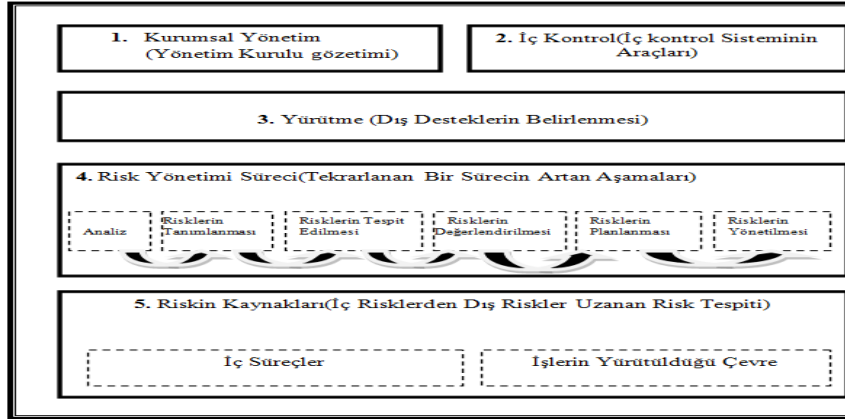 1. Kurumsal Yönetim
(Yönetim Kurulu gözetimi)
2. İç Kontrol(İç kontrol Sisteminin
Araçları)
3. Yürütme (Dış Desteklerin Belirlenmesi)
4. Risk Yönetimi Süreci(Tekrarlanan Bir Sürecin Artan Aşamaları)
Analiz
Risklerin
Tanımlanması
Risklerin Tespit
Edilmesi
Risklerin
Değerlendirilmesi
Risklerin
Planlanması
Risklerin
Yönetilmesi
5. Riskin Kaynakları(İç Risklerden Dış Riskler Uzanan Risk Tespiti)
İç Süreçler
İşlerin Yürütüldüğü Çevre